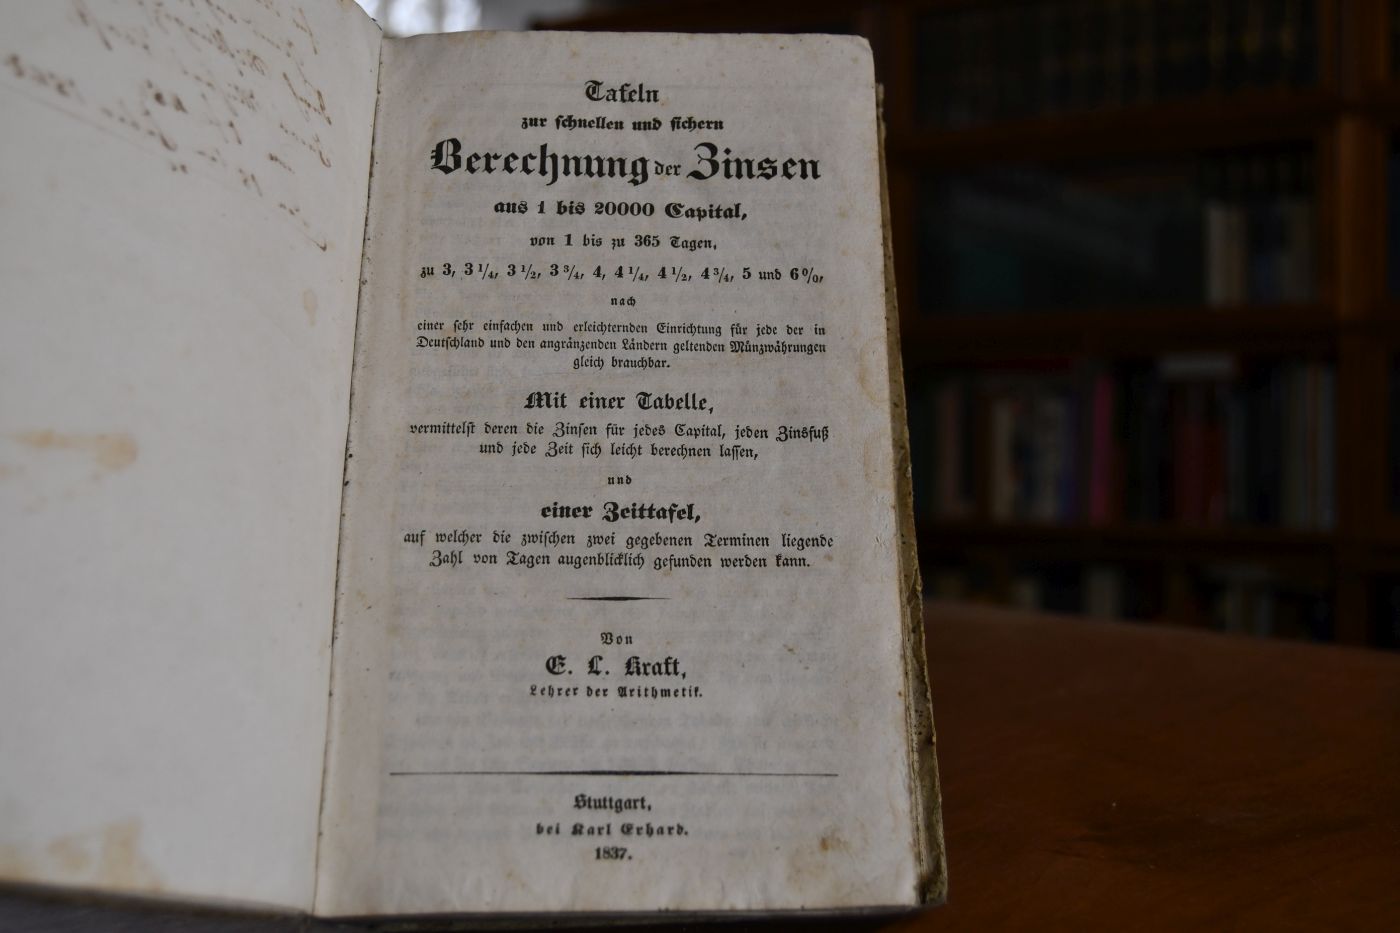 Tafeln
zur schnellen und sichern
Berechnung der Zinsen
aus 1 bis 20000 Capital,
von 1 bis zu 365 Tagen,
zu 3, 3 1/4, 3 1/2, 3 3/4, 4, 4 1/4, 4 1/2, 4 3/4, 5 und 6 %,
nach
einer sehr einfachen und erleichternden Einrichtung für jede der in
Deutschland und den angränzenden Ländern geltenden Münzwährungen
gleich brauchbar.
Mit einer Tabelle,
vermittelst deren die Zinsen für jedes Capital, jeden Zinsfuß
und jede Zeit sich leicht berechnen lassen,
und
einer Zeittafel,
auf welcher die zwischen zwei gegebenen Terminen liegende
Zahl von Tagen augenblicklich gefunden werden kann.
Von
E. L. Kraft,
Lehrer der Arithmetik.
Stuttgart,
bei Karl Erhard.
1837.